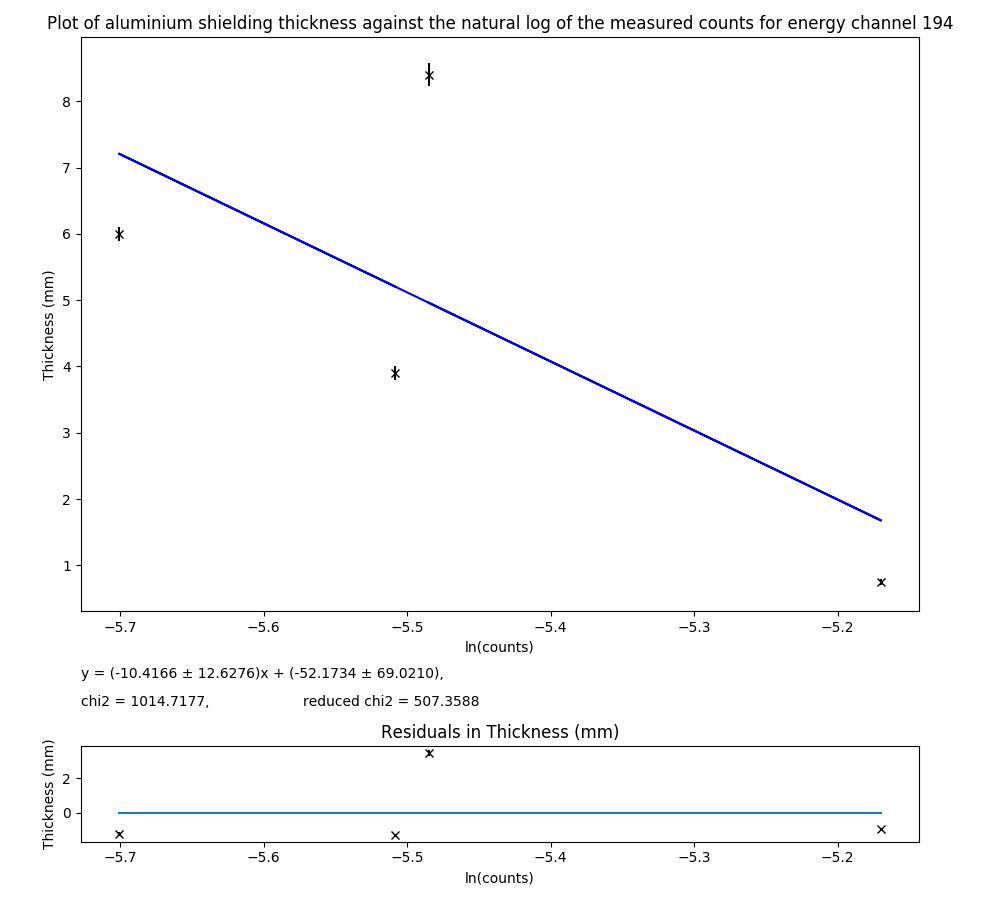 Plot of aluminium shielding thickness against the natural log of the measured counts for energy channel 194
Thickness (mm)
8
7
6
5
4
3
2
1
−5.7 −5.6 −5.5 −5.4 −5.3 −5.2
ln(counts)
y = (-10.4166 ± 12.6276)x + (-52.1734 ± 69.0210),
chi2 = 1014.7177, reduced chi2 = 507.3588
Residuals in Thickness (mm)
Thickness (mm)
2
0
−5.7 −5.6 −5.5 −5.4 −5.3 −5.2
ln(counts)